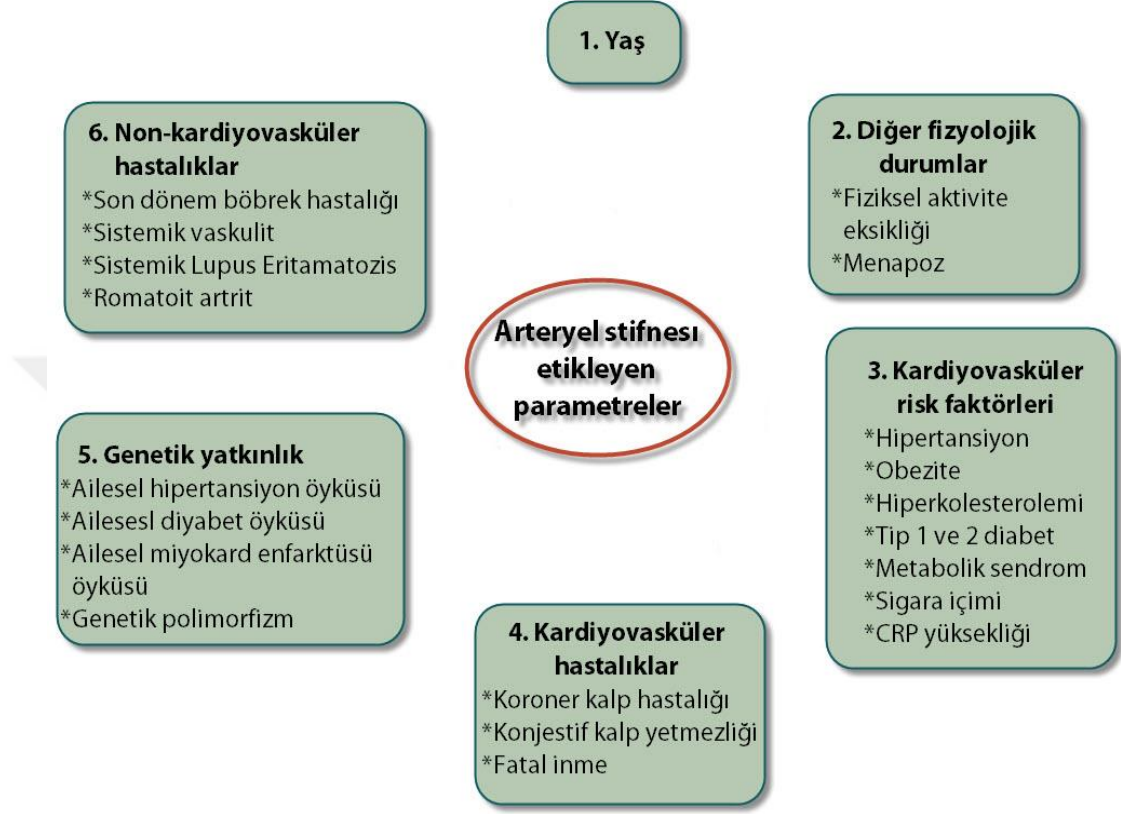 1. Yaş
2. Diğer fizyolojik
durumlar
*Fiziksel aktivite
eksikliği
*Menapoz
3. Kardiyovasküler
risk faktörleri
*Hipertansiyon
*Obezite
*Hiperkolesterolemi
*Tip 1 ve 2 diabet
*Metabolik sendrom
*Sigara içimi
*CRP yüksekliği
4. Kardiyovasküler
hastalıklar
*Koroner kalp hastalığı
*Konjestif kalp yetmezliği
*Fatal inme
5. Genetik yatkınlık
*Ailesel hipertansiyon öyküsü
*Ailesesl diyabet öyküsü
*Ailesel miyokard enfarktüsü
öyküsü
*Genetik polimorfizm
6. Non-kardiyovasküler
hastalıklar
*Son dönem böbrek hastalığı
*Sistemik vaskulit
*Sistemik Lupus Eritamatozis
*Romatoit artrit
Arteryel stifnesı
etikleyen
parametreler